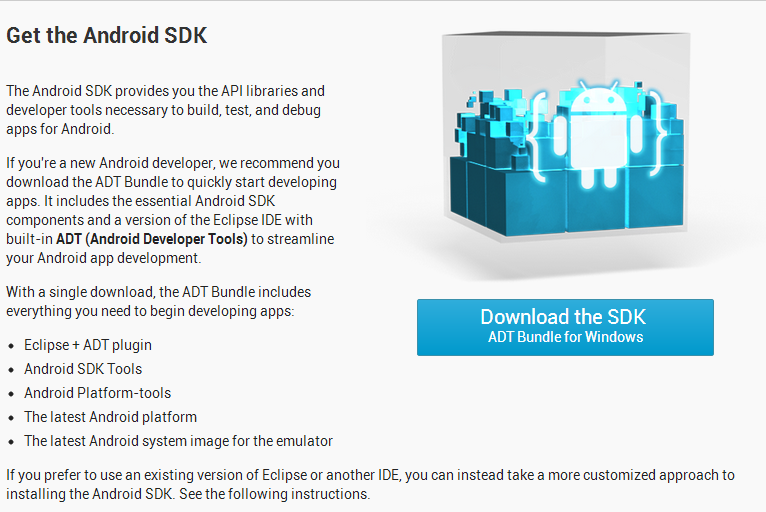 Get the Android SDK
The Android SDK provides you the API libraries and
developer tools necessary to build, test, and debug
apps for Android.
If you're a new Android developer, we recommend you
download the ADT Bundle to quickly start developing
apps. It includes the essential Android SDK
components and a version of the Eclipse IDE with
built-in ADT (Android Developer Tools) to streamline
your Android app development.
With a single download, the ADT Bundle includes
everything you need to begin developing apps:
• Eclipse + ADT plugin
• Android SDK Tools
• Android Platform-tools
• The latest Android platform
• The latest Android system image for the emulator
Download the SDK
ADT Bundle for Windows
If you prefer to use an existing version of Eclipse or another IDE, you can instead take a more customized approach to
installing the Android SDK. See the following instructions.